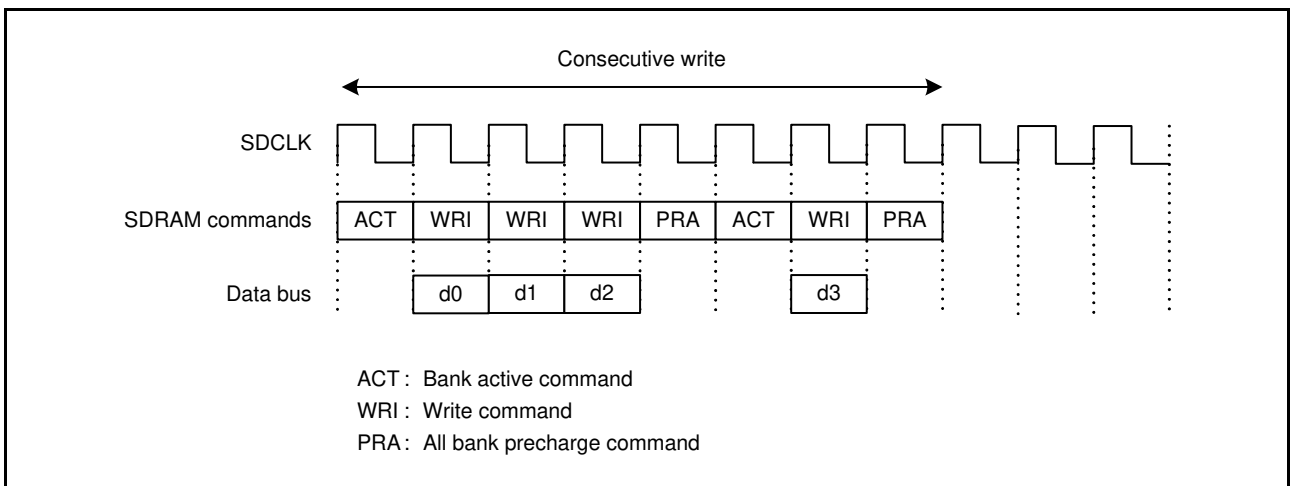 Consecutive write
SDCLK
SDRAM commands ACT WRI WRI WRI PRA ACT WRI PRA
Data bus d0 d1 d2 d3
ACT : Bank active command
WRI : Write command
PRA : All bank precharge command